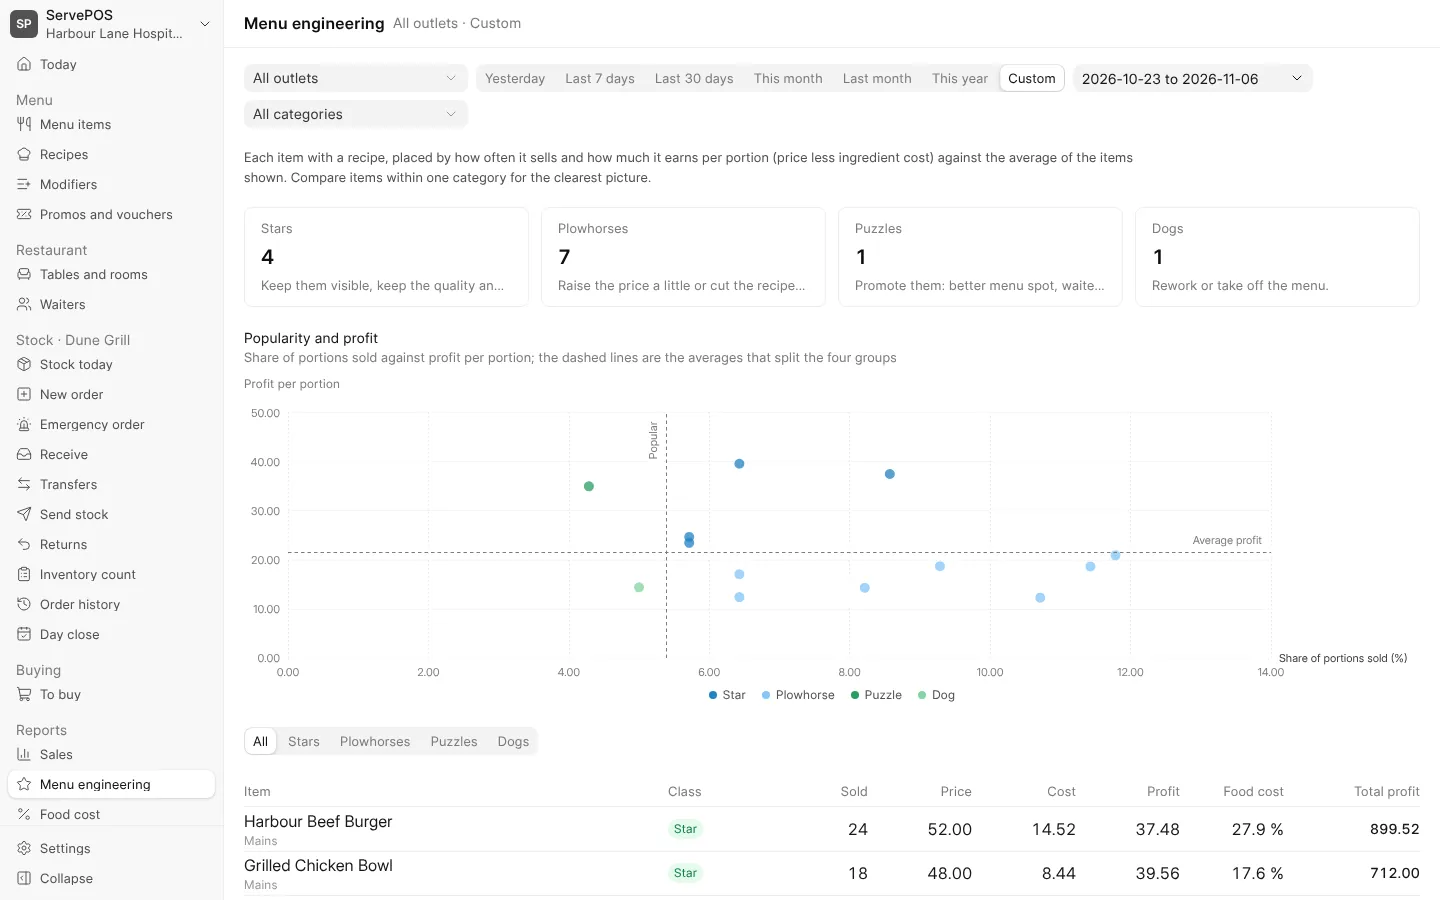 SP
ServePOS
Harbour Lane Hospit...
Today
Menu
Menu items
Recipes
Modifiers
Promos and vouchers
Restaurant
Tables and rooms
Waiters
Stock · Dune Grill
Stock today
New order
Emergency order
Receive
Transfers
Send stock
Returns
Inventory count
Order history
Day close
Buying
To buy
Reports
Sales
Menu engineering
Food cost
Settings
Collapse
Menu engineering All outlets · Custom
All outlets
Yesterday Last 7 days Last 30 days This month Last month This year Custom
2026-10-23 to 2026-11-06
All categories
Each item with a recipe, placed by how often it sells and how much it earns per portion (price less ingredient cost) against the average of the items
shown. Compare items within one category for the clearest picture.
Stars
4
Keep them visible, keep the quality an...
Plowhorses
7
Raise the price a little or cut the recipe...
Puzzles
1
Promote them: better menu spot, waite...
Dogs
1
Rework or take off the menu.
Popularity and profit
Share of portions sold against profit per portion; the dashed lines are the averages that split the four groups
Profit per portion
50.00
40.00
30.00
20.00
10.00
0.00
Popular
Average profit
0.00 2.00 4.00 6.00 8.00 10.00 12.00 14.00
Share of portions sold (%)
Star Plowhorse Puzzle Dog
All Stars Plowhorses Puzzles Dogs
Item Class Sold Price Cost Profit Food cost Total profit
Harbour Beef Burger
Mains
Star 24 52.00 14.52 37.48 27.9 % 899.52
Grilled Chicken Bowl
Mains
Star 18 48.00 8.44 39.56 17.6 % 712.00